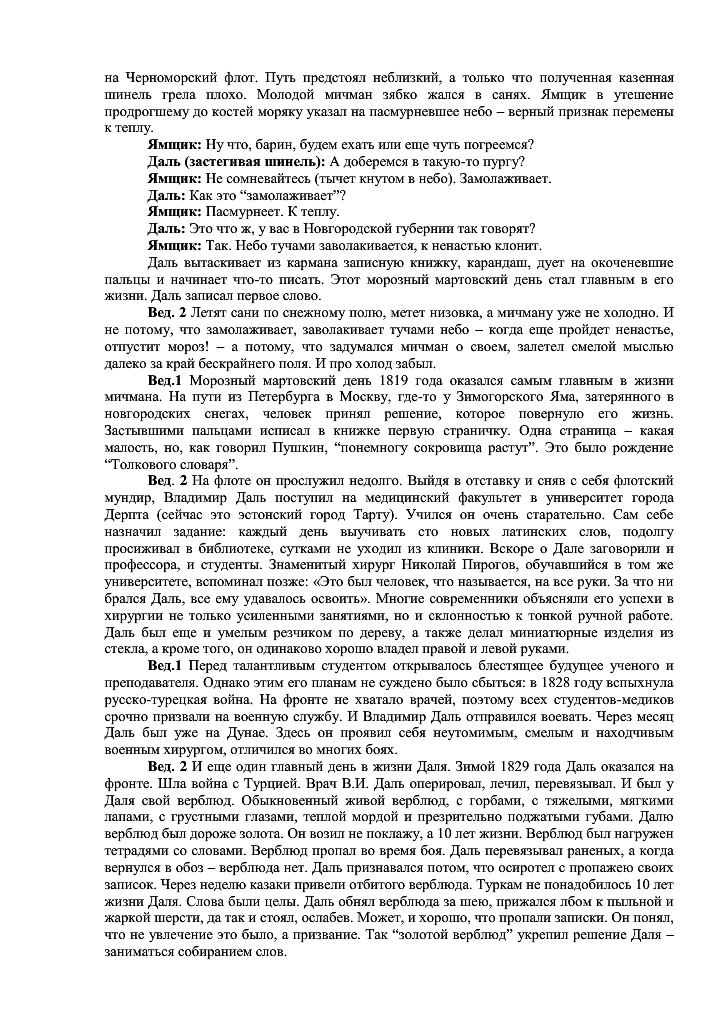 на Черноморский флот. Путь предстоял неблизкий, а только что полученная казенная
шинель грела плохо. Молодой мичман зябко жался в санях. Ямщик в утешение
продрогшему до костей моряку указал на пасмурневшее небо – верный признак перемены
к теплу.
Ямщик: Ну что, барин, будем ехать или еще чуть погреемся?
Даль (застегивая шинель): А доберемся в такую-то пургу?
Ямщик: Не сомневайтесь (тычет кнутом в небо). Замолаживает.
Даль: Как это “замолаживает”?
Ямщик: Пасмурнеет. К теплу.
Даль: Это что ж, у вас в Новгородской губернии так говорят?
Ямщик: Так. Небо тучами заволакивается, к ненастью клонит.
Даль вытаскивает из кармана записную книжку, карандаш, дует на окоченевшие
пальцы и начинает что-то писать. Этот морозный мартовский день стал главным в его
жизни. Даль записал первое слово.
Вед. 2 Летят сани по снежному полю, метет низовка, а мичману уже не холодно. И
не потому, что замолаживает, заволакивает тучами небо – когда еще пройдет ненастье,
отпустит мороз! – а потому, что задумался мичман о своем, залетел смелой мыслью
далеко за край бескрайнего поля. И про холод забыл.
Вед.1 Морозный мартовский день 1819 года оказался самым главным в жизни
мичмана. На пути из Петербурга в Москву, где-то у Зимогорского Яма, затерянного в
новгородских снегах, человек принял решение, которое повернуло его жизнь.
Застывшими пальцами исписал в книжке первую страничку. Одна страница – какая
малость, но, как говорил Пушкин, “понемногу сокровища растут”. Это было рождение
“Толкового словаря”.
Вед. 2 На флоте он прослужил недолго. Выйдя в отставку и сняв с себя флотский
мундир, Владимир Даль поступил на медицинский факультет в университет города
Дерпта (сейчас это эстонский город Тарту). Учился он очень старательно. Сам себе
назначил задание: каждый день выучивать сто новых латинских слов, подолгу
просиживал в библиотеке, сутками не уходил из клиники. Вскоре о Дале заговорили и
профессора, и студенты. Знаменитый хирург Николай Пирогов, обучавшийся в том же
университете, вспоминал позже: «Это был человек, что называется, на все руки. За что ни
брался Даль, все ему удавалось освоить». Многие современники объясняли его успехи в
хирургии не только усиленными занятиями, но и склонностью к тонкой ручной работе.
Даль был еще и умелым резчиком по дереву, а также делал миниатюрные изделия из
стекла, а кроме того, он одинаково хорошо владел правой и левой руками.
Вед.1 Перед талантливым студентом открывалось блестящее будущее ученого и
преподавателя. Однако этим его планам не суждено было сбыться: в 1828 году вспыхнула
русско-турецкая война. На фронте не хватало врачей, поэтому всех студентов-медиков
срочно призвали на военную службу. И Владимир Даль отправился воевать. Через месяц
Даль был уже на Дунае. Здесь он проявил себя неутомимым, смелым и находчивым
военным хирургом, отличился во многих боях.
Вед. 2 И еще один главный день в жизни Даля. Зимой 1829 года Даль оказался на
фронте. Шла война с Турцией. Врач В.И. Даль оперировал, лечил, перевязывал. И был у
Даля свой верблюд. Обыкновенный живой верблюд, с горбами, с тяжелыми, мягкими
лапами, с грустными глазами, теплой мордой и презрительно поджатыми губами. Далю
верблюд был дороже золота. Он возил не поклажу, а 10 лет жизни. Верблюд был нагружен
тетрадями со словами. Верблюд пропал во время боя. Даль перевязывал раненых, а когда
вернулся в обоз – верблюда нет. Даль признавался потом, что осиротел с пропажею своих
записок. Через неделю казаки привели отбитого верблюда. Туркам не понадобилось 10 лет
жизни Даля. Слова были целы. Даль обнял верблюда за шею, прижался лбом к пыльной и
жаркой шерсти, да так и стоял, ослабев. Может, и хорошо, что пропали записки. Он понял,
что не увлечение это было, а призвание. Так “золотой верблюд” укрепил решение Даля –
заниматься собиранием слов.